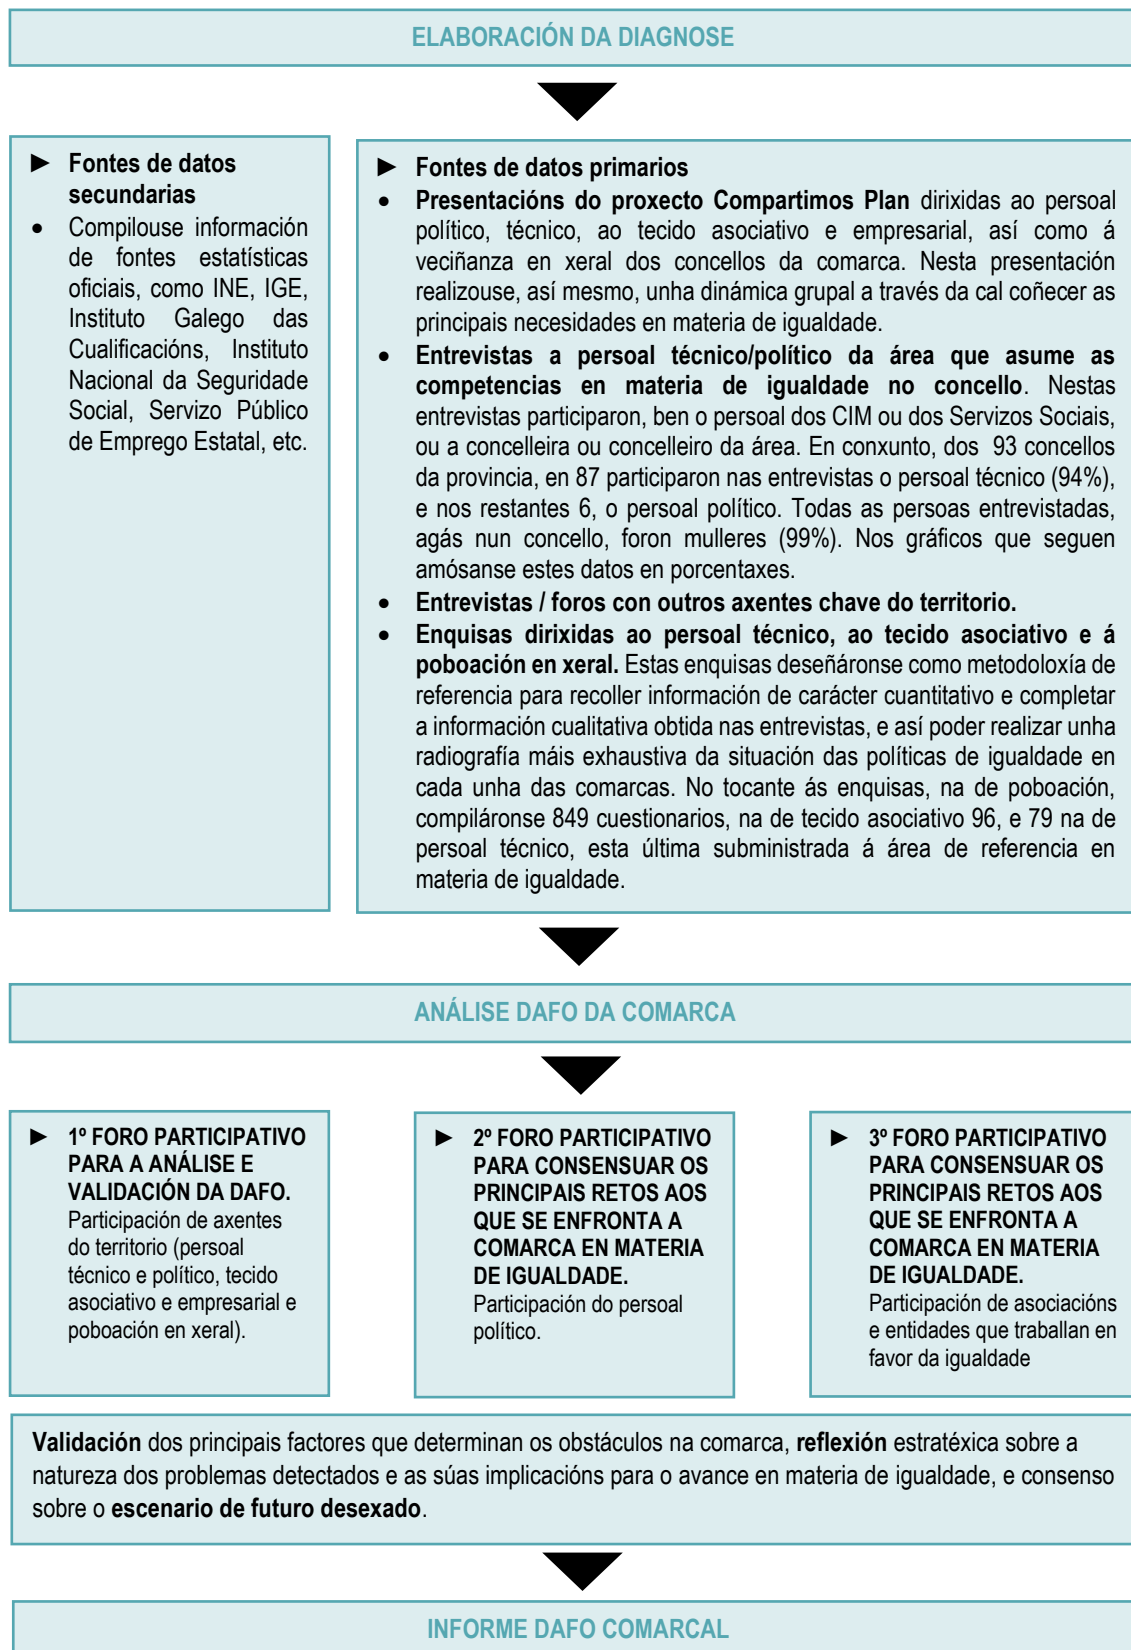 ELABORACIÓN DA DIAGNOSE
► Fontes de datos
secundarias
• Compilouse información
de fontes estatísticas
oficiais, como INE, IGE,
Instituto Galego das
Cualificacións, Instituto
Nacional da Seguridade
Social, Servizo Público
de Emprego Estatal, etc.
► Fontes de datos primarios
• Presentacións do proxecto Compartimos Plan dirixidas ao persoal
político, técnico, ao tecido asociativo e empresarial, así como á
veciñanza en xeral dos concellos da comarca. Nesta presentación
realizouse, así mesmo, unha dinámica grupal a través da cal coñecer as
principais necesidades en materia de igualdade.
• Entrevistas a persoal técnico/político da área que asume as
competencias en materia de igualdade no concello. Nestas
entrevistas participaron, ben o persoal dos CIM ou dos Servizos Sociais,
ou a concelleira ou concelleiro da área. En conxunto, dos 93 concellos
da provincia, en 87 participaron nas entrevistas o persoal técnico (94%),
e nos restantes 6, o persoal político. Todas as persoas entrevistadas,
agás nun concello, foron mulleres (99%). Nos gráficos que seguen
amósanse estes datos en porcentaxes.
• Entrevistas / foros con outros axentes chave do territorio.
• Enquisas dirixidas ao persoal técnico, ao tecido asociativo e á
poboación en xeral. Estas enquisas deseñáronse como metodoloxía de
referencia para recoller información de carácter cuantitativo e completar
a información cualitativa obtida nas entrevistas, e así poder realizar unha
radiografía máis exhaustiva da situación das políticas de igualdade en
cada unha das comarcas. No tocante ás enquisas, na de poboación,
compiláronse 849 cuestionarios, na de tecido asociativo 96, e 79 na de
persoal técnico, esta última subministrada á área de referencia en
materia de igualdade.
ANÁLISE DAFO DA COMARCA
► 1º FORO PARTICIPATIVO
PARA A ANÁLISE E
VALIDACIÓN DA DAFO.
Participación de axentes
do territorio (persoal
técnico e político, tecido
asociativo e empresarial e
poboación en xeral).
► 2º FORO PARTICIPATIVO
PARA CONSENSUAR OS
PRINCIPAIS RETOS AOS
QUE SE ENFRONTA A
COMARCA EN MATERIA
DE IGUALDADE.
Participación do persoal
político.
► 3º FORO PARTICIPATIVO
PARA CONSENSUAR OS
PRINCIPAIS RETOS AOS
QUE SE ENFRONTA A
COMARCA EN MATERIA
DE IGUALDADE.
Participación de asociacións
e entidades que traballan en
favor da igualdade
Validación dos principais factores que determinan os obstáculos na comarca, reflexión estratéxica sobre a
natureza dos problemas detectados e as súas implicacións para o avance en materia de igualdade, e consenso
sobre o escenario de futuro desexado.
INFORME DAFO COMARCAL